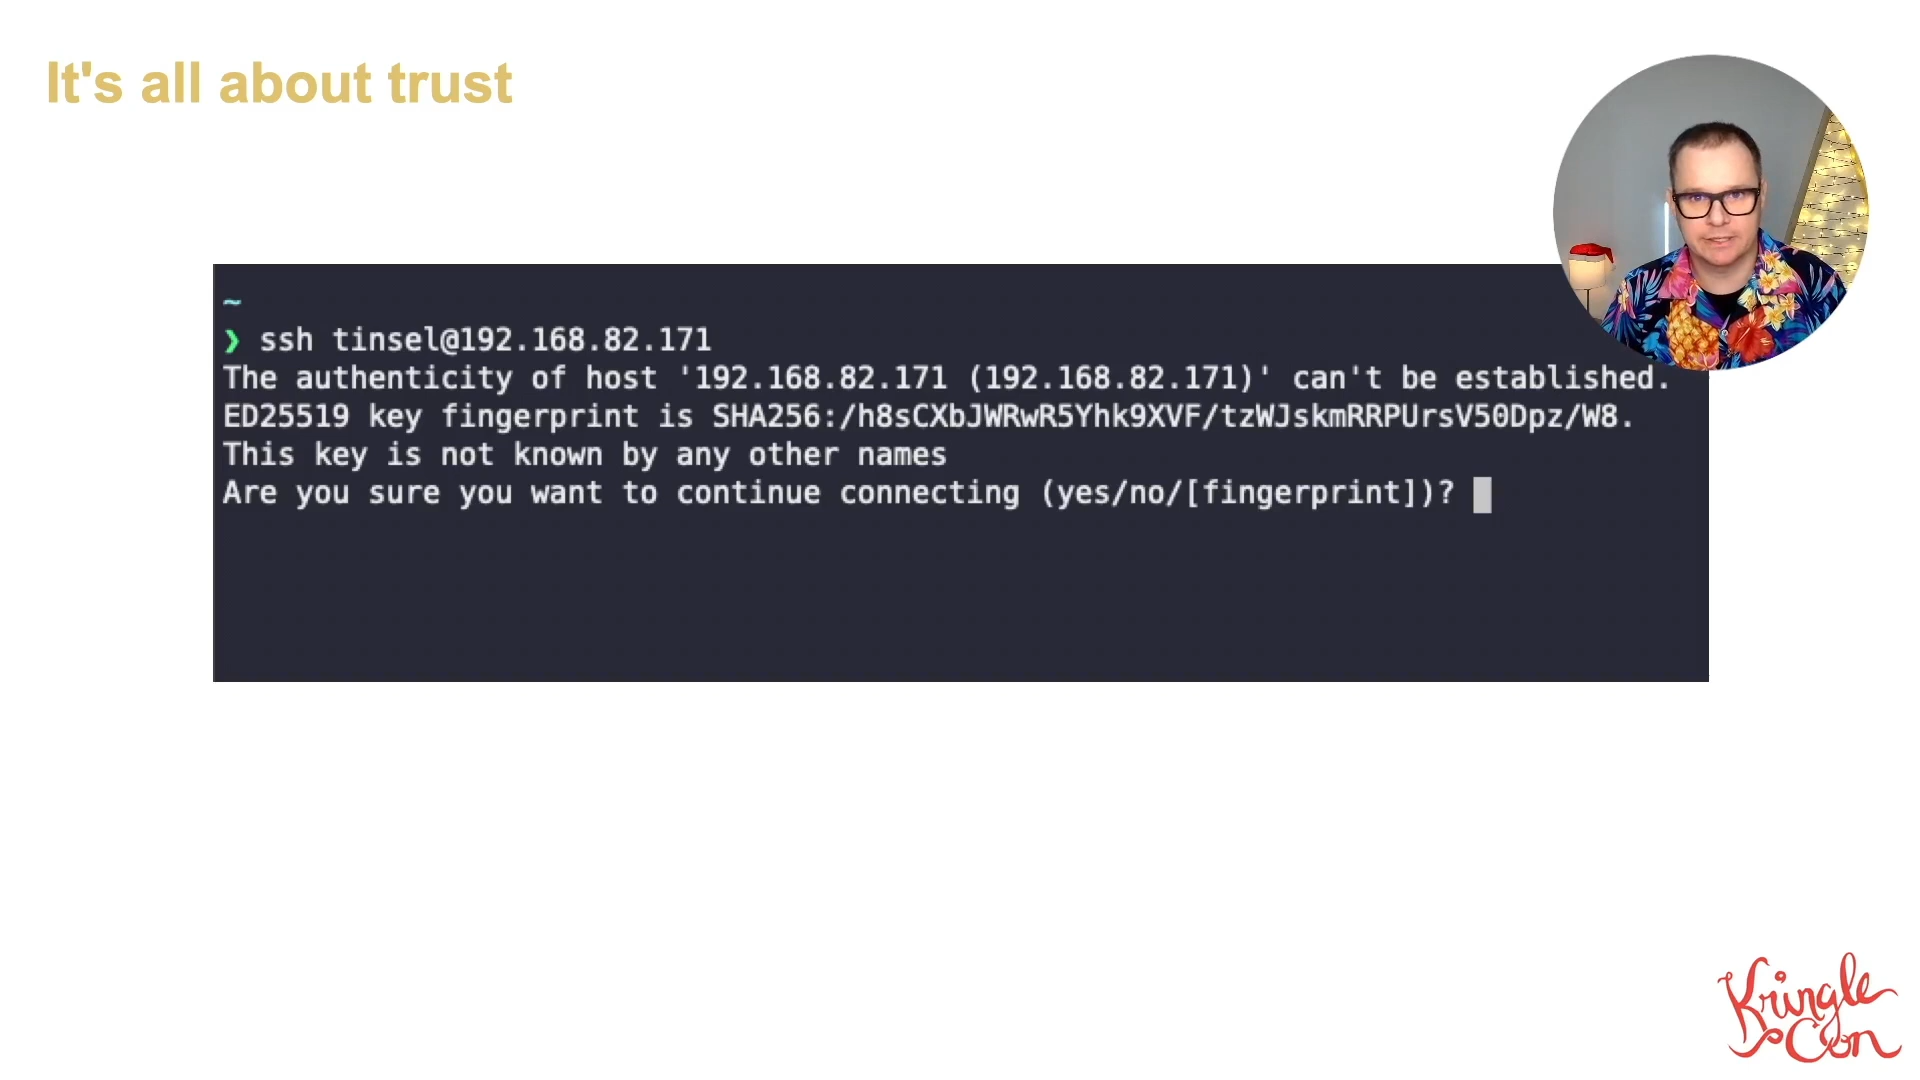 It's all about trust
~
❯ ssh tinsel@192.168.82.171
The authenticity of host '192.168.82.171 (192.168.82.171)' can't be established.
ED25519 key fingerprint is SHA256:/h8sCXbJWRwR5Yhk9XVF/tzWJskmRRPUrsV50Dpz/W8.
This key is not known by any other names
Are you sure you want to continue connecting (yes/no/[fingerprint])?
Kringle
Con